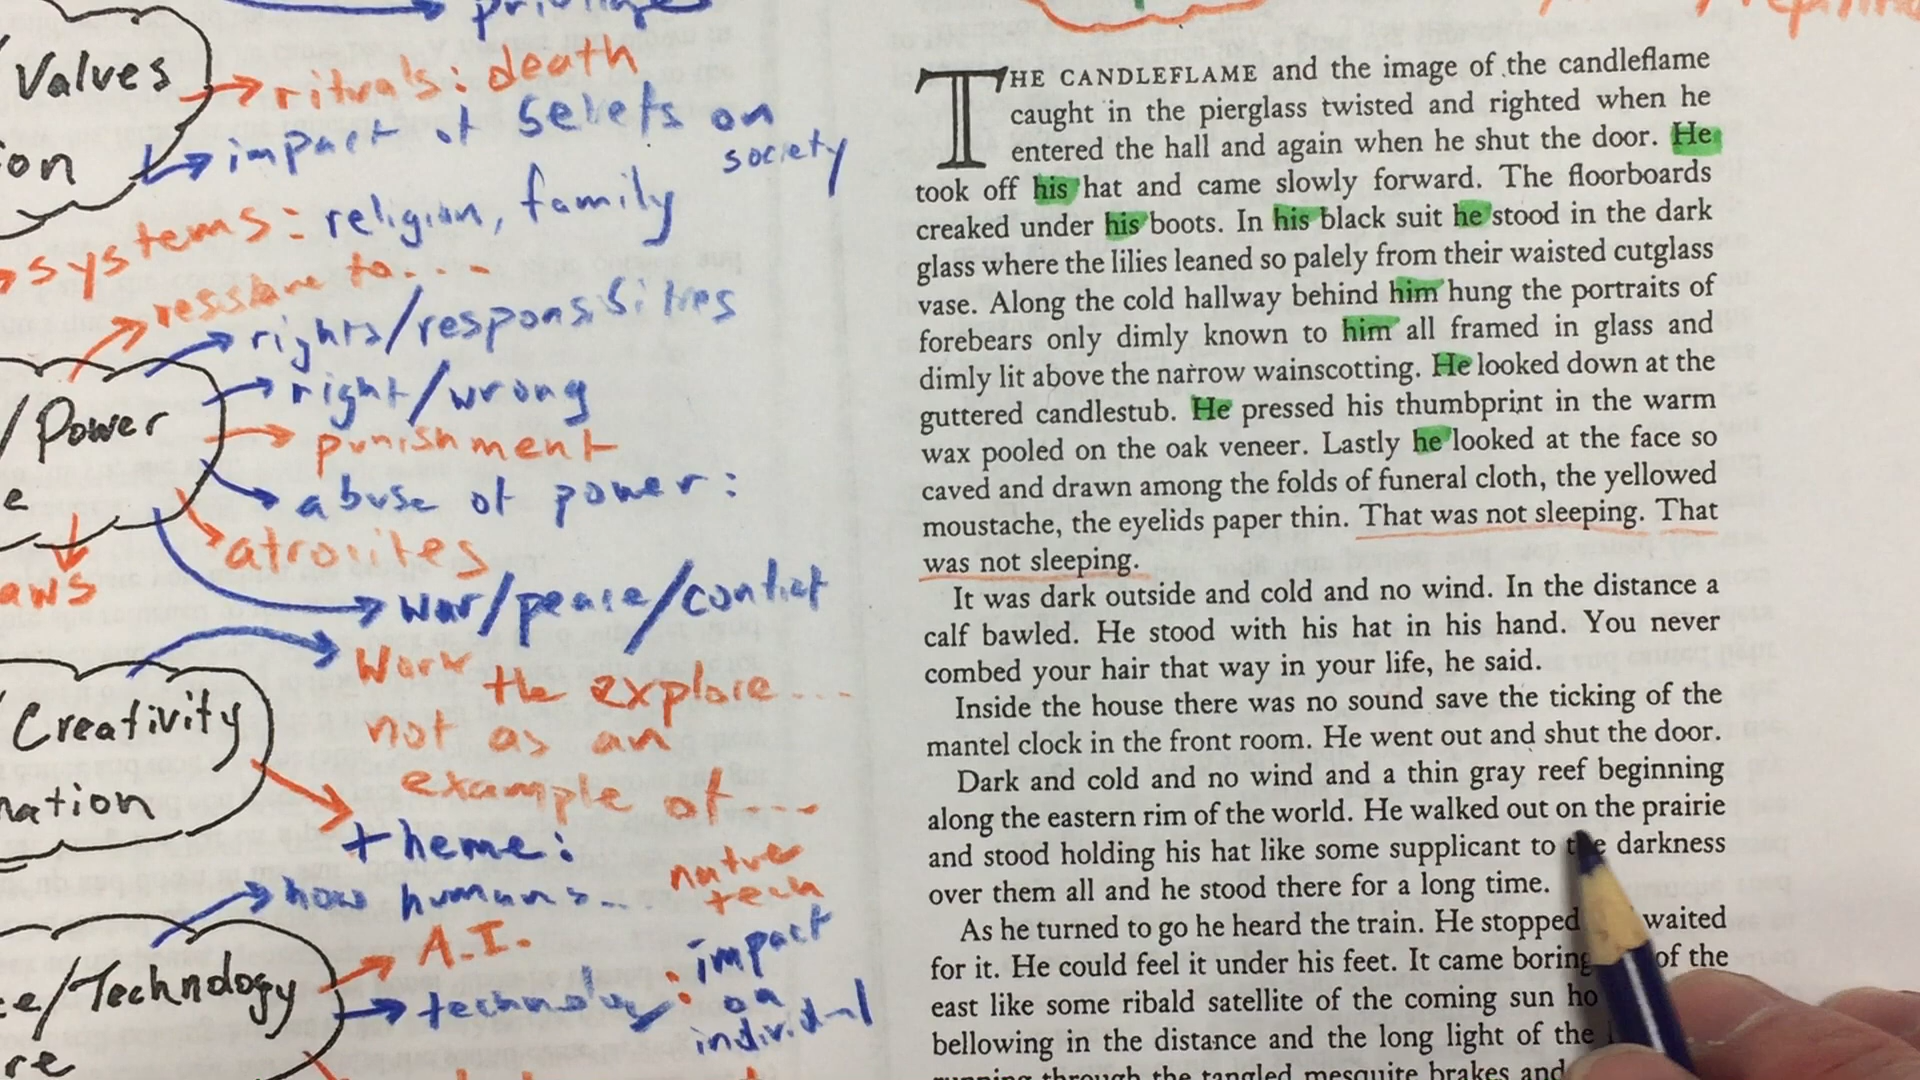 Valves
rituals: death
impact of beliefs on
society
on
systems: religion, family
rights/
right/wrong
/Power
punishment
e
abuse of power:
atrosites
aws
war/peace/conflict
Work
the explore...
not as an
Creativity
example of...
nation
theme:
how humans...
A.I.
impact
/Technology
on
technology:
individual
re
THE CANDLEFLAME and the image of the candleflame
caught in the pierglass twisted and righted when he
entered the hall and again when he shut the door. He
took off his hat and came slowly forward. The floorboards
creaked under his boots. In his black suit he stood in the dark
glass where the lilies leaned so palely from their waisted cutglass
vase. Along the cold hallway behind him hung the portraits of
forebears only dimly known to him all framed in glass and
dimly lit above the narrow wainscotting. He looked down at the
guttered candlestub. He pressed his thumbprint in the warm
wax pooled on the oak veneer. Lastly he looked at the face so
caved and drawn among the folds of funeral cloth, the yellowed
moustache, the eyelids paper thin. That was not sleeping. That
was not sleeping.
It was dark outside and cold and no wind. In the distance a
calf bawled. He stood with his hat in his hand. You never
combed your hair that way in your life, he said.
Inside the house there was no sound save the ticking of the
mantel clock in the front room. He went out and shut the door.
Dark and cold and no wind and a thin gray reef beginning
along the eastern rim of the world. He walked out on the prairie
and stood holding his hat like some supplicant to the darkness
over them all and he stood there for a long time.
As he turned to go he heard the train. He stopped waited
for it. He could feel it under his feet. It came boring of the
east like some ribald satellite of the coming sun ho
bellowing in the distance and the long light of the
running through the tangled mesquite brakes and